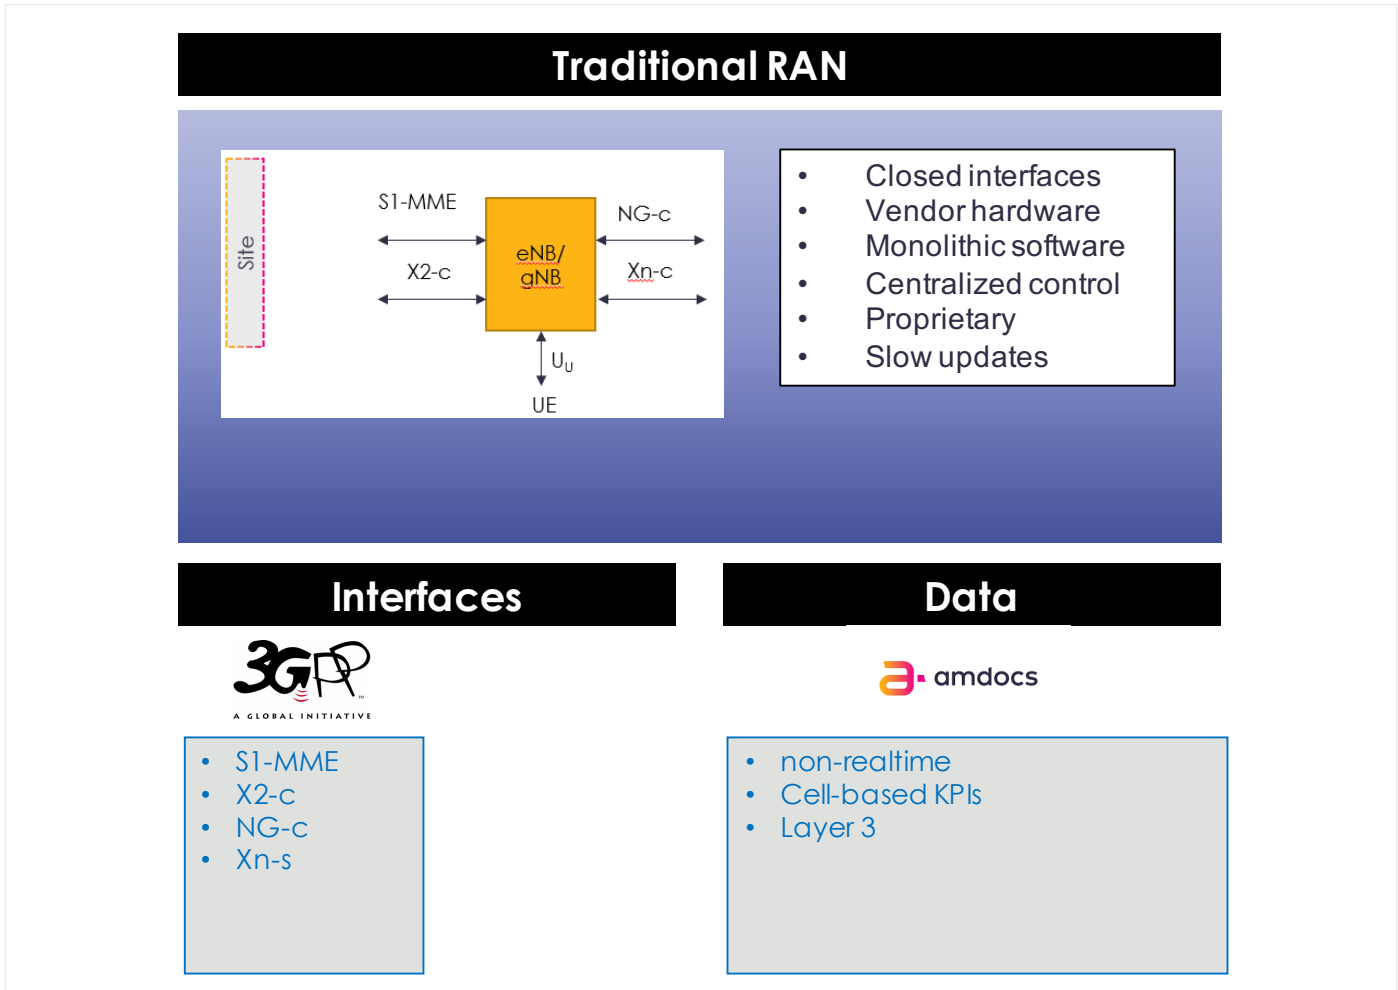 Traditional RAN
Site
S1-MME
X2-c
eNB/
gNB
NG-c
Xn-c
UU
UE
• Closed interfaces
• Vendor hardware
• Monolithic software
• Centralized control
• Proprietary
• Slow updates
Interfaces
3GPP™
A GLOBAL INITIATIVE
• S1-MME
• X2-c
• NG-c
• Xn-s
Data
a. amdocs
• non-realtime
• Cell-based KPIs
• Layer 3